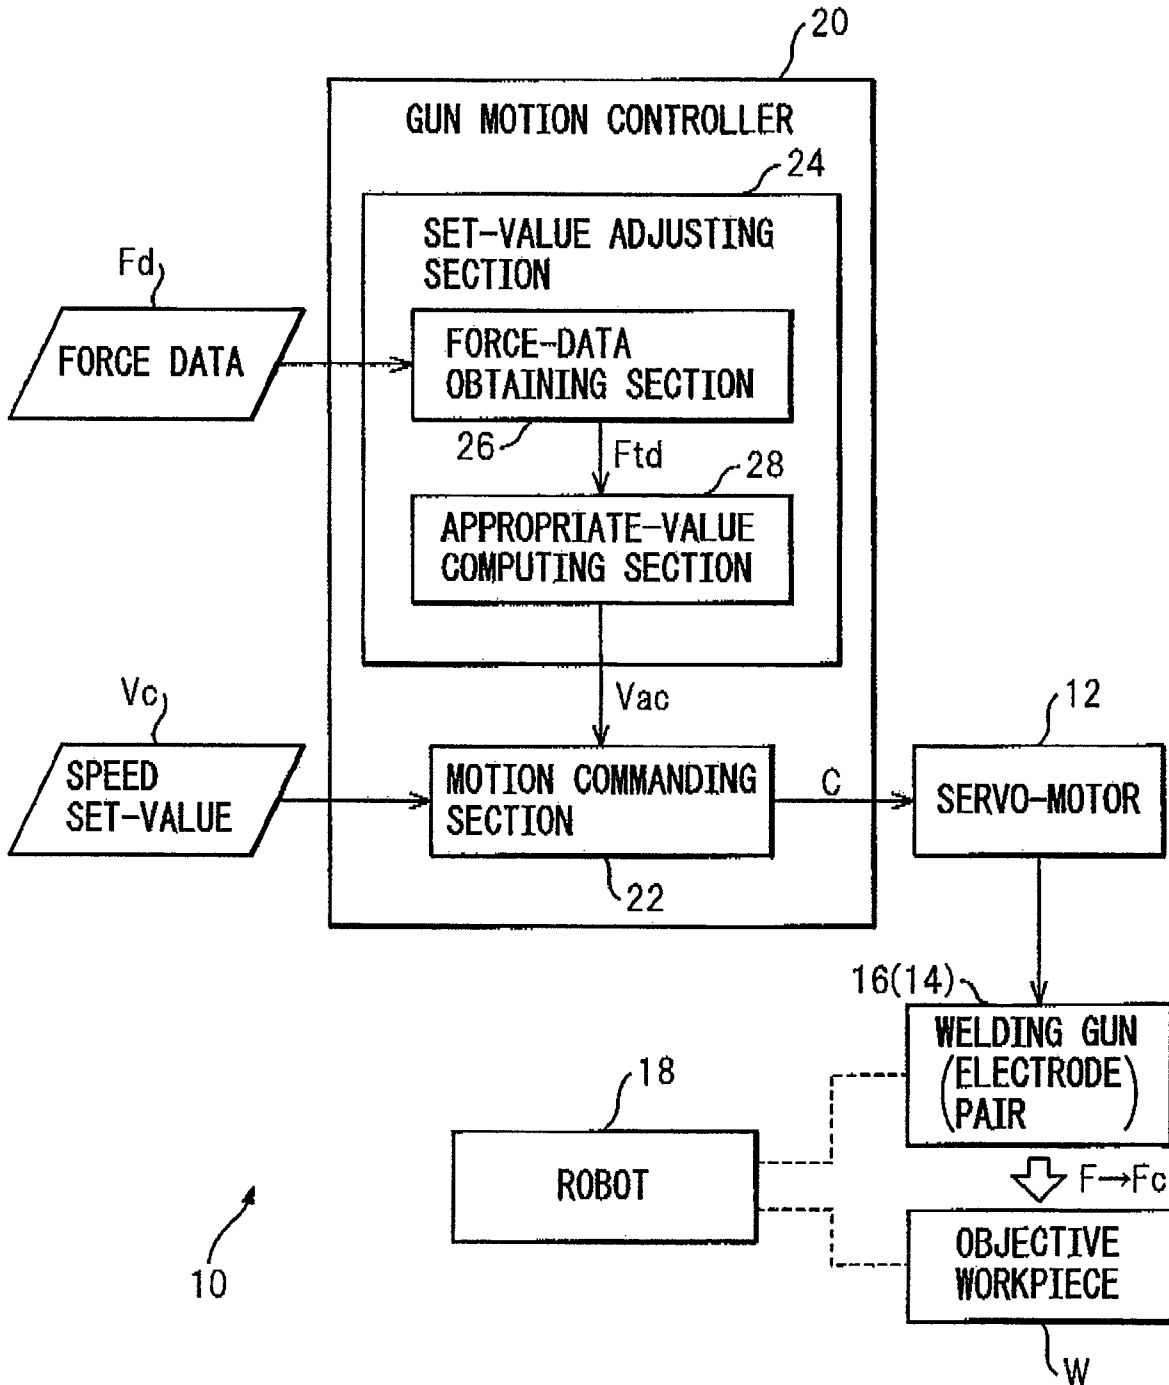 20
GUN MOTION CONTROLLER
24
SET-VALUE ADJUSTING
SECTION
Fd
FORCE DATA
FORCE-DATA
OBTAINING SECTION
26
Ftd
28
APPROPRIATE-VALUE
COMPUTING SECTION
Vc
Vac
12
SPEED
SET-VALUE
MOTION COMMANDING
SECTION
C
SERVO-MOTOR
22
16(14)
WELDING GUN
(ELECTRODE)
PAIR
18
ROBOT
F→Fc
10
OBJECTIVE
WORKPIECE
W